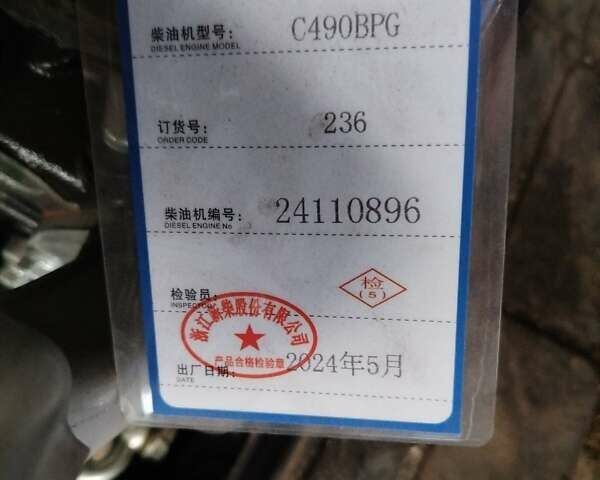 柴油机型号： C490BPG
DIESEL ENGINE MODEL
订货号： 236
ORDER CODE
柴油机编号： 24110896
DIESEL ENGINE No
检验员：
INSPECTOR
检
(5)
浙江新柴股份有限公司
产品合格检验章
出厂日期： 2024年5月
DATE